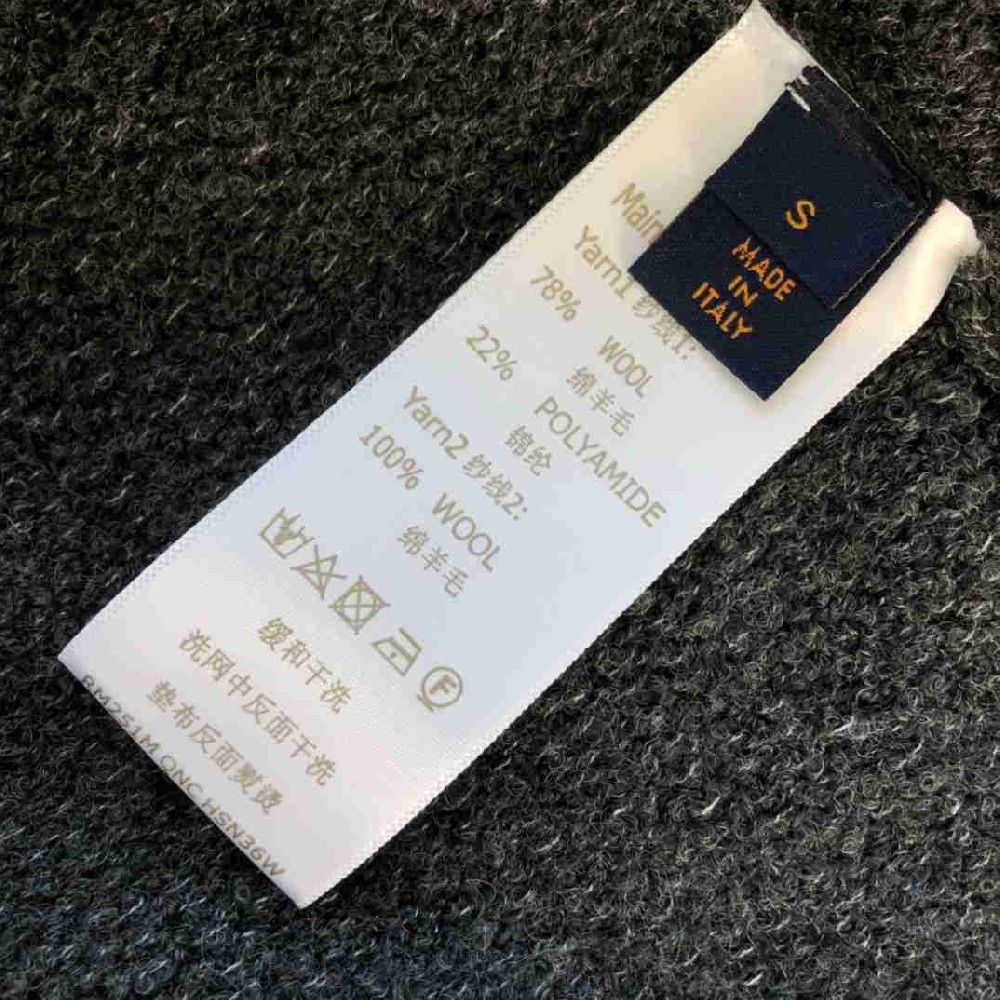 S
MADE
IN
ITALY
Main
Yarn1 纱线1:
78% WOOL
绵羊毛
22% POLYAMIDE
锦纶
Yarn2 纱线2:
100% WOOL
绵羊毛
F
缓和干洗
洗网中反面干洗
垫布反面熨烫
HSN36W